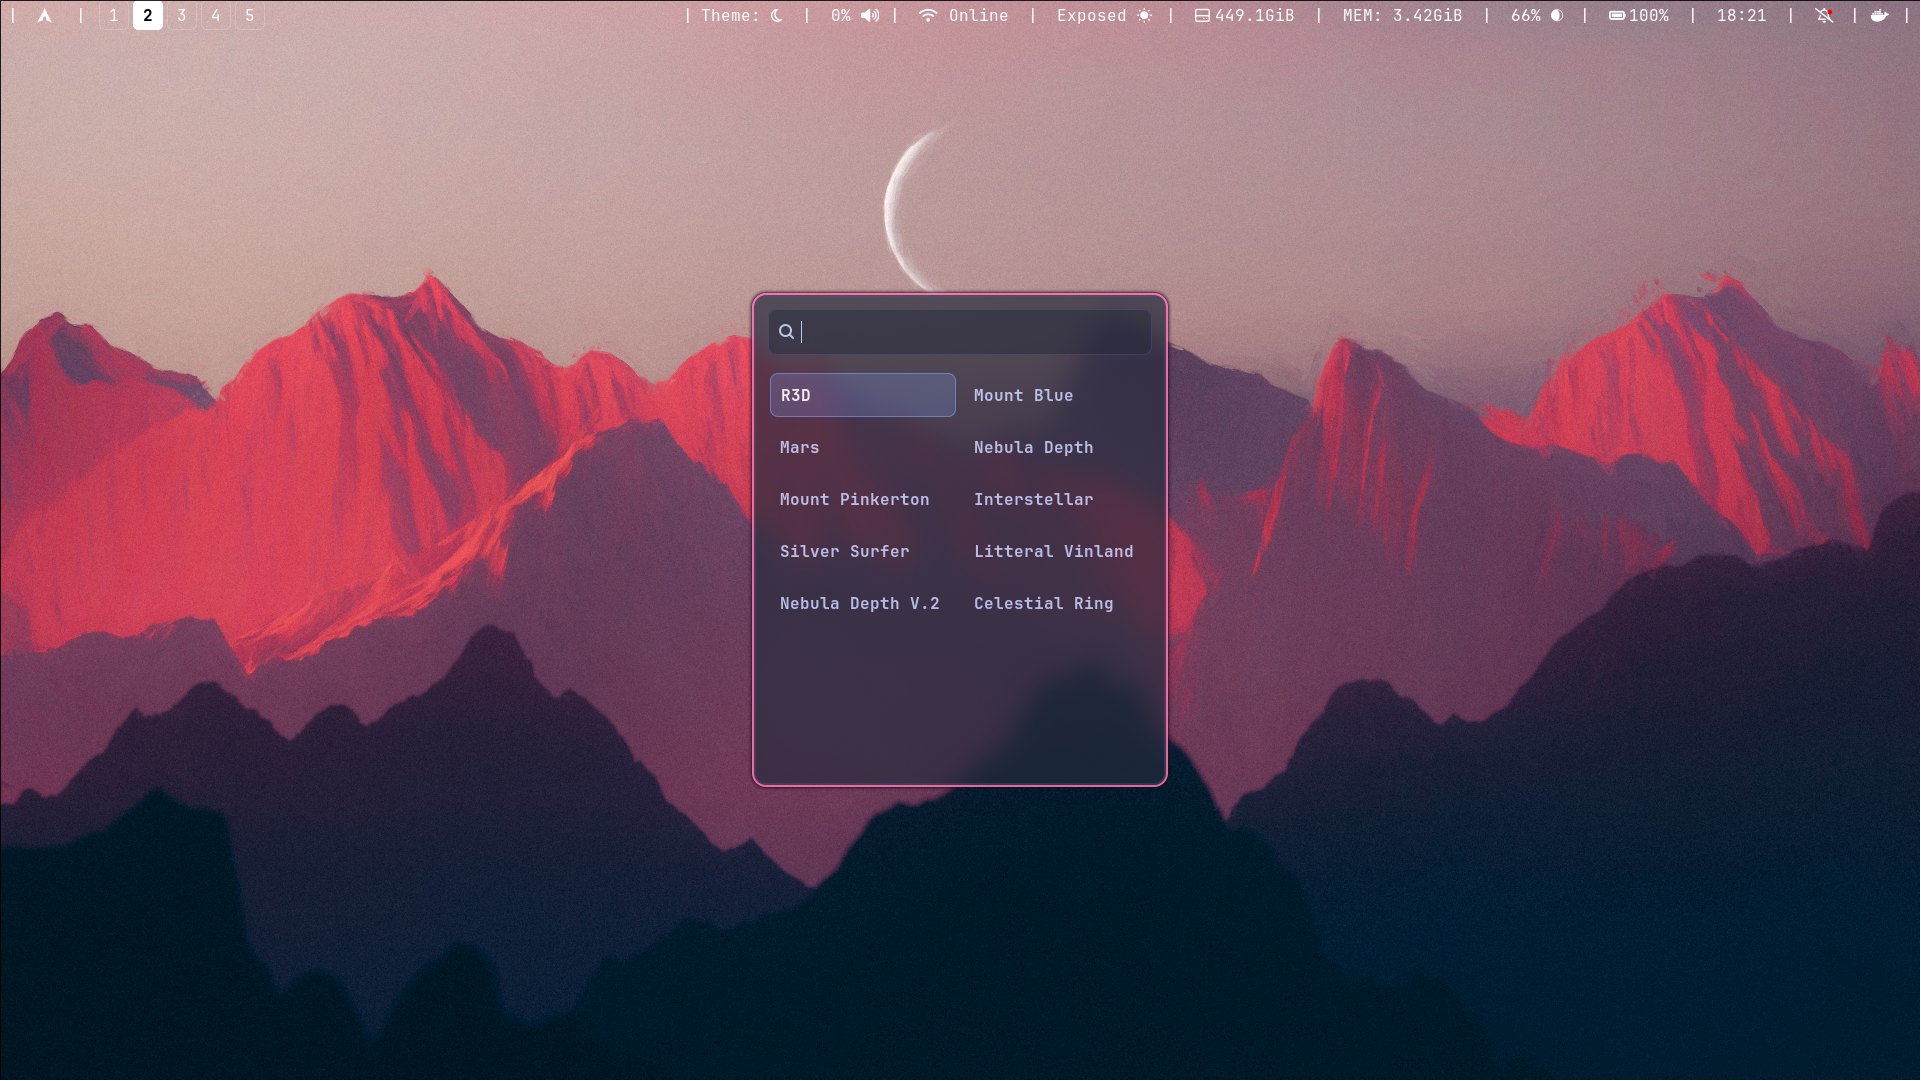 | | 1 2 3 4 5 | Theme: | 0% | Online | Exposed | 449.1GiB | MEM: 3.42GiB | 66% | 100% | 18:21 | | |
R3D Mount Blue
Mars Nebula Depth
Mount Pinkerton Interstellar
Silver Surfer Litteral Vinland
Nebula Depth V.2 Celestial Ring